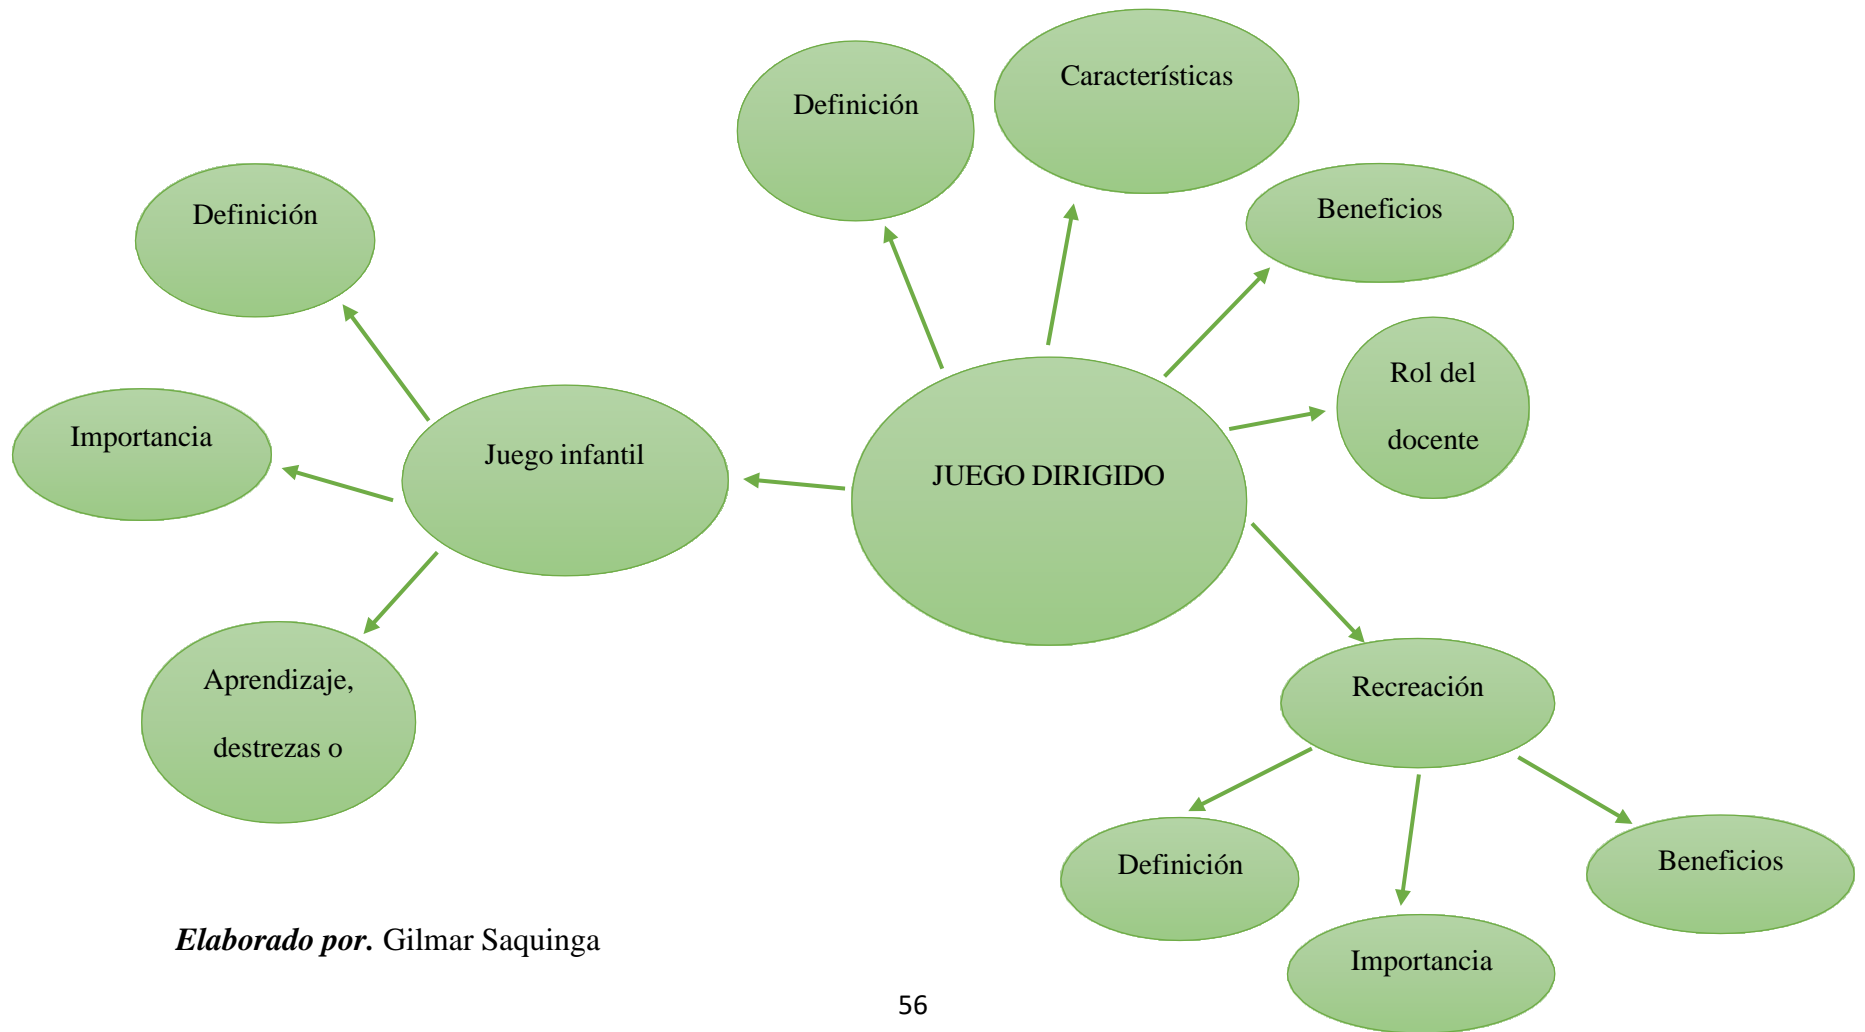 Característícas
Definición
Beneficios
Definición
Rol del
docente
Importancia
Juego infantil
JUEGO DIRIGIDO
Aprendizaje,
destrezas o
Recreación
Definición
Beneficios
Importancia
Elaborado por. Gilmar Saquinga
56